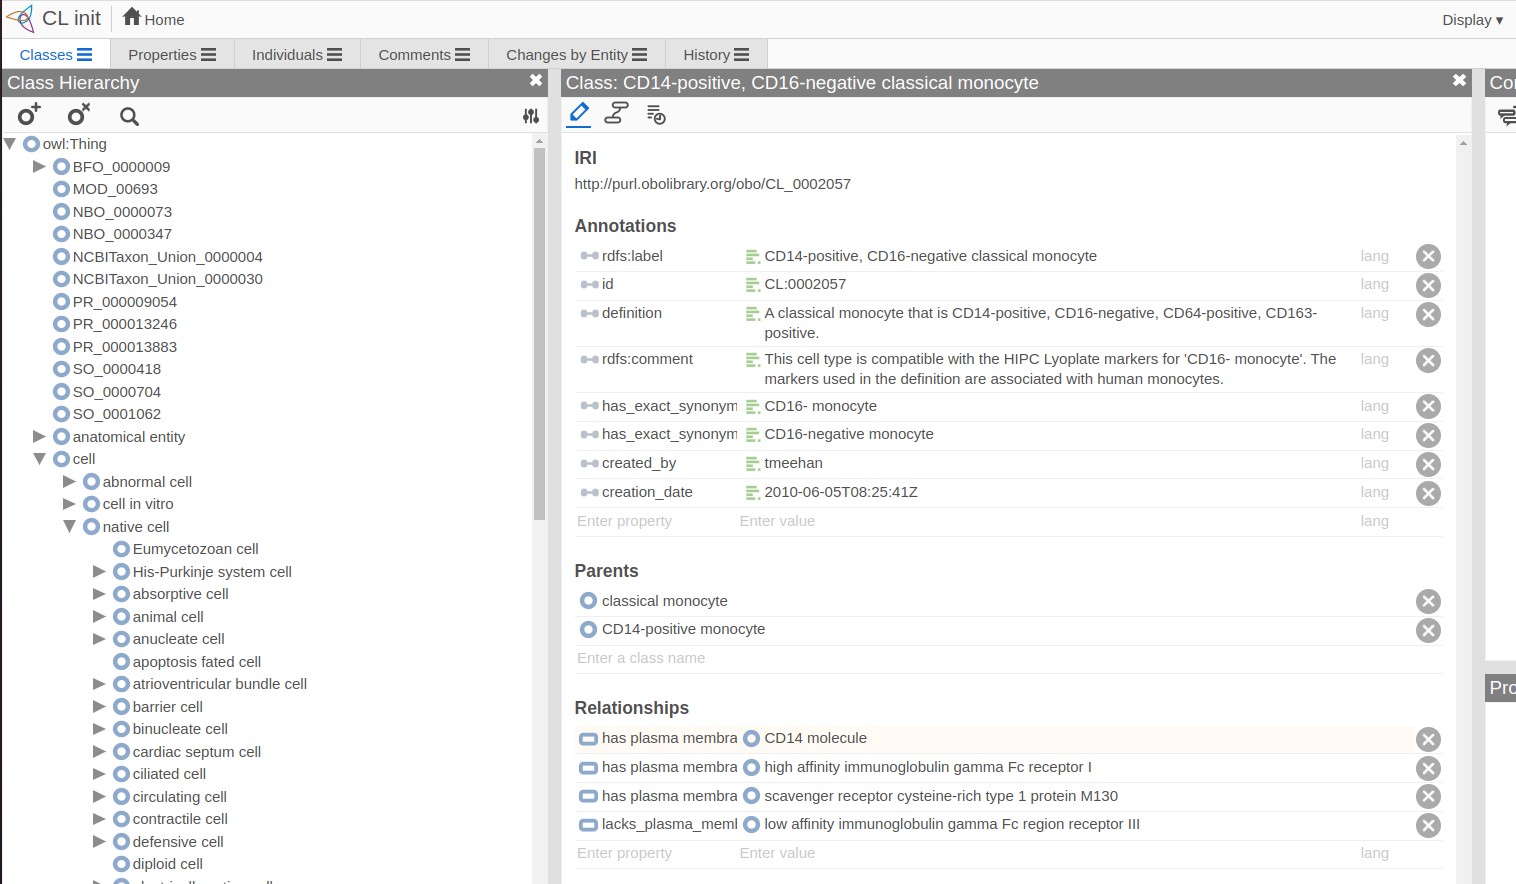 CL init
Home
Display ▾
Classes
Properties
Individuals
Comments
Changes by Entity
History
Class Hierarchy
owl:Thing
BFO_0000009
MOD_00693
NBO_0000073
NBO_0000347
NCBITaxon_Union_0000004
NCBITaxon_Union_0000030
PR_000009054
PR_000013246
PR_000013883
SO_0000418
SO_0000704
SO_0001062
anatomical entity
cell
abnormal cell
cell in vitro
native cell
Eumycetozoan cell
His-Purkinje system cell
absorptive cell
animal cell
anucleate cell
apoptosis fated cell
atrioventricular bundle cell
barrier cell
binucleate cell
cardiac septum cell
ciliated cell
circulating cell
contractile cell
defensive cell
diploid cell
Class: CD14-positive, CD16-negative classical monocyte
IRI
http://purl.obolibrary.org/obo/CL_0002057
Annotations
rdfs:label CD14-positive, CD16-negative classical monocyte lang
id CL:0002057 lang
definition A classical monocyte that is CD14-positive, CD16-negative, CD64-positive, CD163- lang
positive.
rdfs:comment This cell type is compatible with the HIPC Lyoplate markers for 'CD16- monocyte'. The lang
markers used in the definition are associated with human monocytes.
has_exact_synonym CD16- monocyte lang
has_exact_synonym CD16-negative monocyte lang
created_by tmeehan lang
creation_date 2010-06-05T08:25:41Z lang
Enter property Enter value lang
Parents
classical monocyte
CD14-positive monocyte
Enter a class name
Relationships
has plasma membra CD14 molecule
has plasma membra high affinity immunoglobulin gamma Fc receptor I
has plasma membra scavenger receptor cysteine-rich type 1 protein M130
lacks_plasma_meml low affinity immunoglobulin gamma Fc region receptor III
Enter property Enter value lang
Co
Pro